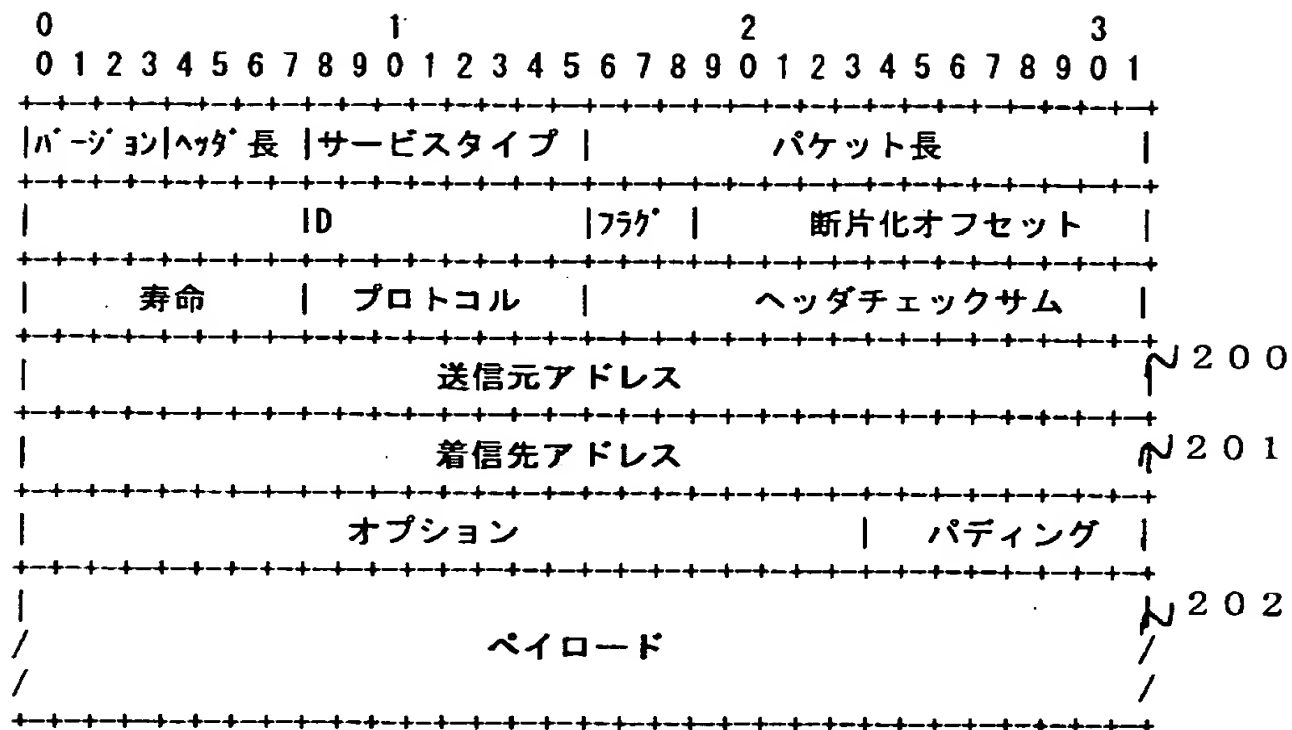 0 1 2 3
0 1 2 3 4 5 6 7 8 9 0 1 2 3 4 5 6 7 8 9 0 1 2 3 4 5 6 7 8 9 0 1
+-+-+-+-+-+-+-+-+-+-+-+-+-+-+-+-+-+-+-+-+-+-+-+-+-+-+-+-+-+-+-+-+
|バージョン|ヘッダ長 |サービスタイプ | パケット長 |
+-+-+-+-+-+-+-+-+-+-+-+-+-+-+-+-+-+-+-+-+-+-+-+-+-+-+-+-+-+-+-+-+
| ID |フラグ | 断片化オフセット |
+-+-+-+-+-+-+-+-+-+-+-+-+-+-+-+-+-+-+-+-+-+-+-+-+-+-+-+-+-+-+-+-+
| 寿命 | プロトコル | ヘッダチェックサム |
+-+-+-+-+-+-+-+-+-+-+-+-+-+-+-+-+-+-+-+-+-+-+-+-+-+-+-+-+-+-+-+-+
| 送信元アドレス | 200
+-+-+-+-+-+-+-+-+-+-+-+-+-+-+-+-+-+-+-+-+-+-+-+-+-+-+-+-+-+-+-+-+
| 着信先アドレス | 201
+-+-+-+-+-+-+-+-+-+-+-+-+-+-+-+-+-+-+-+-+-+-+-+-+-+-+-+-+-+-+-+-+
| オプション | パディング |
+-+-+-+-+-+-+-+-+-+-+-+-+-+-+-+-+-+-+-+-+-+-+-+-+-+-+-+-+-+-+-+-+
| | 202
/ ペイロード /
/ /
+-+-+-+-+-+-+-+-+-+-+-+-+-+-+-+-+-+-+-+-+-+-+-+-+-+-+-+-+-+-+-+-+